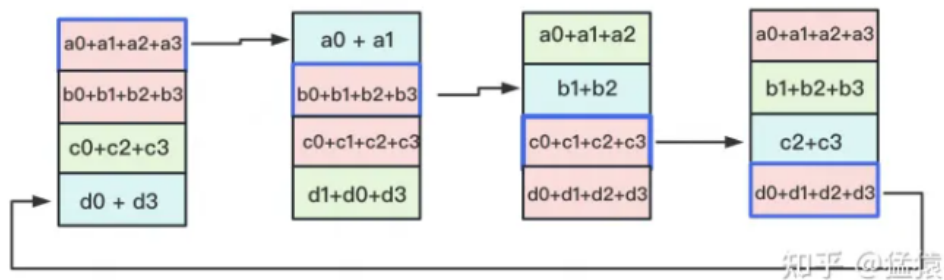 a0+a1+a2+a3
b0+b1+b2+b3
c0+c2+c3
d0 + d3
a0 + a1
b0+b1+b2+b3
c0+c1+c2+c3
d1+d0+d3
a0+a1+a2
b1+b2
c0+c1+c2+c3
d0+d1+d2+d3
a0+a1+a2+a3
b1+b2+b3
c2+c3
d0+d1+d2+d3
知乎 @猛猿